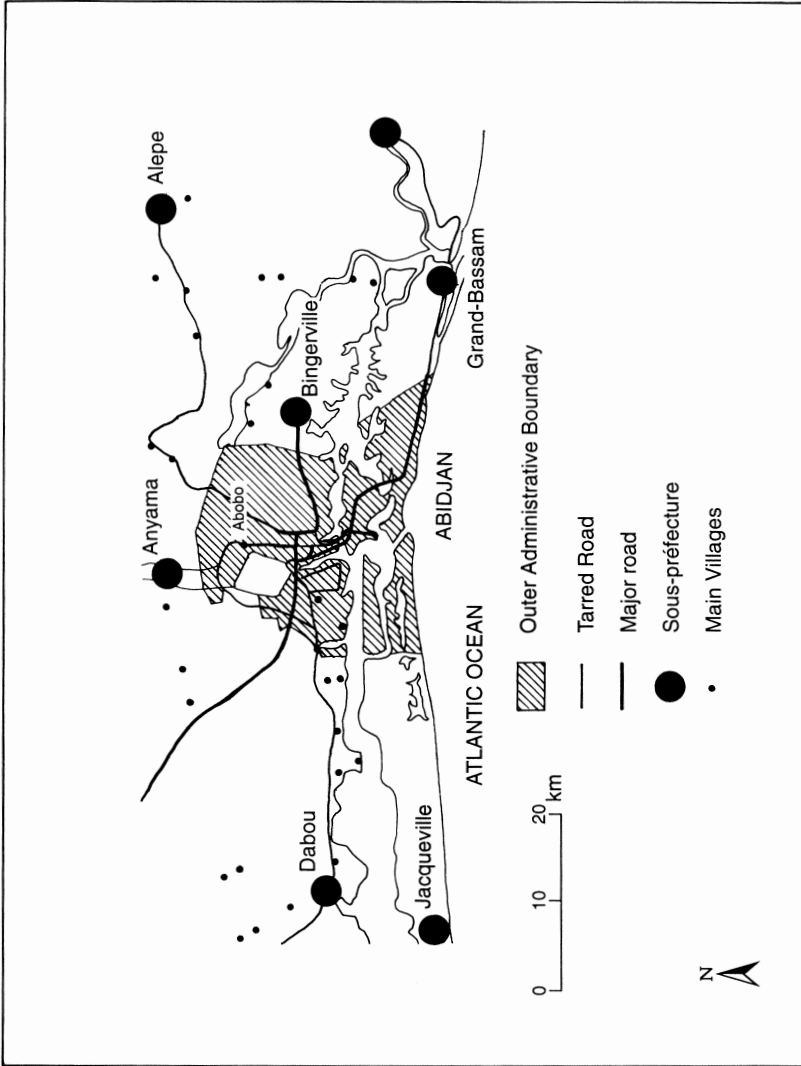 Alepe
Anyama
Abobo
Bingerville
Grand-Bassam
Dabou
Jacqueville
ABIDJAN
ATLANTIC OCEAN
Outer Administrative Boundary
Tarred Road
Major road
Sous-préfecture
Main Villages
0 10 20 km
N